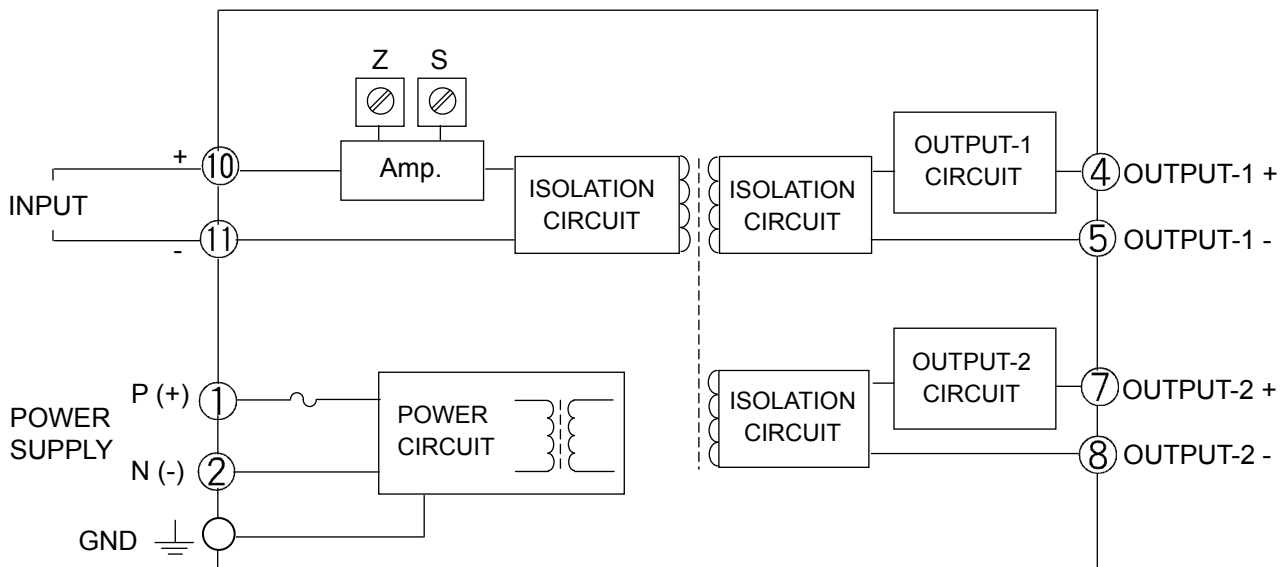 Z S
+ 10
INPUT
- 11
Amp.
ISOLATION
CIRCUIT
ISOLATION
CIRCUIT
OUTPUT-1
CIRCUIT
4 OUTPUT-1 +
5 OUTPUT-1 -
POWER
SUPPLY
P (+) 1
N (-) 2
GND
POWER
CIRCUIT
ISOLATION
CIRCUIT
OUTPUT-2
CIRCUIT
7 OUTPUT-2 +
8 OUTPUT-2 -